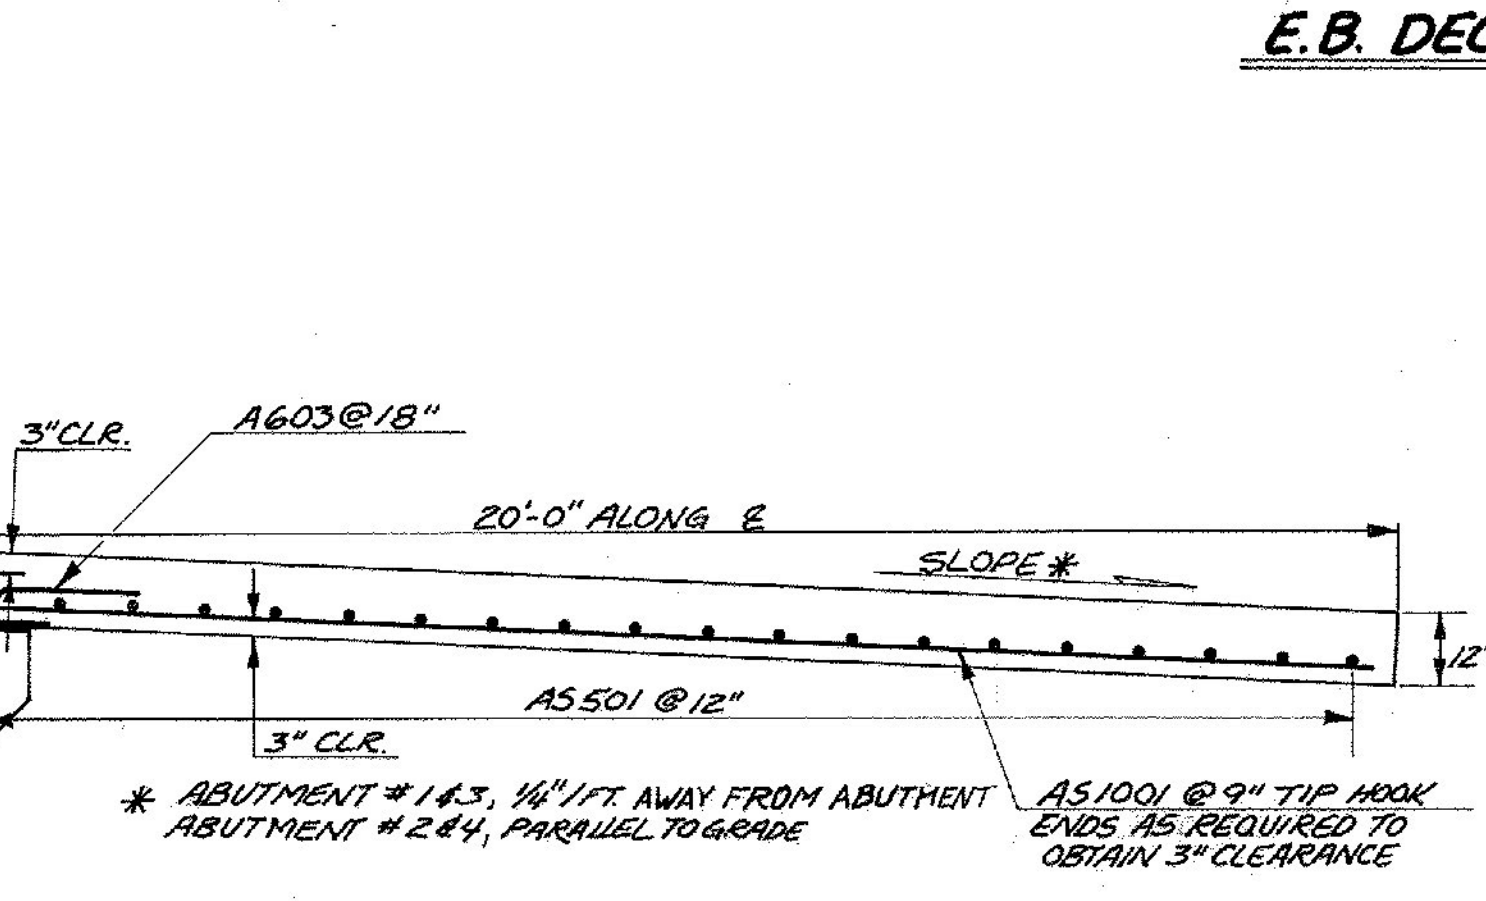 E.B. DEC
A603@18"
3"CLR.
20'-0" ALONG ℄
SLOPE *
12"
AS501 @ 12"
3" CLR.
* ABUTMENT #1&3, 1/4"/FT. AWAY FROM ABUTMENT
ABUTMENT #2&4, PARALLEL TO GRADE
AS1001 @ 9" TIP HOOK
ENDS AS REQUIRED TO
OBTAIN 3" CLEARANCE